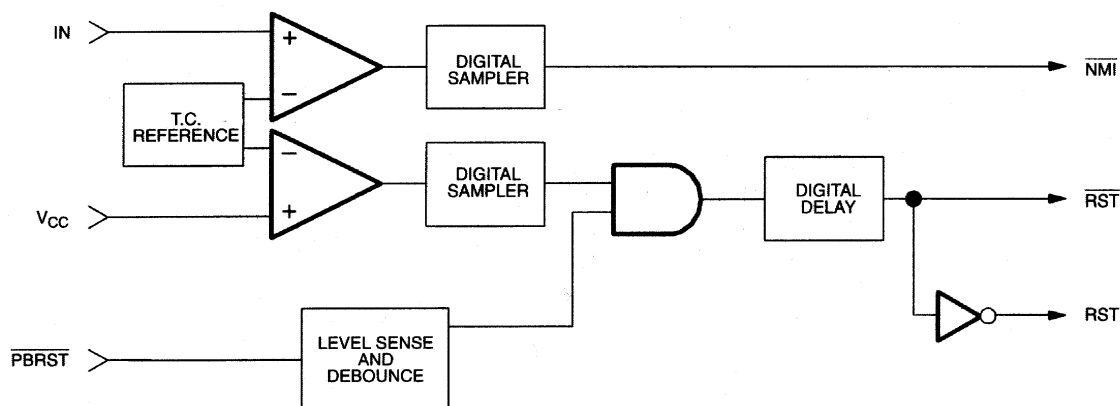 IN
+
−
DIGITAL
SAMPLER
NMI
T.C.
REFERENCE
−
+
DIGITAL
SAMPLER
DIGITAL
DELAY
RST
VCC
RST
PBRST
LEVEL SENSE
AND
DEBOUNCE